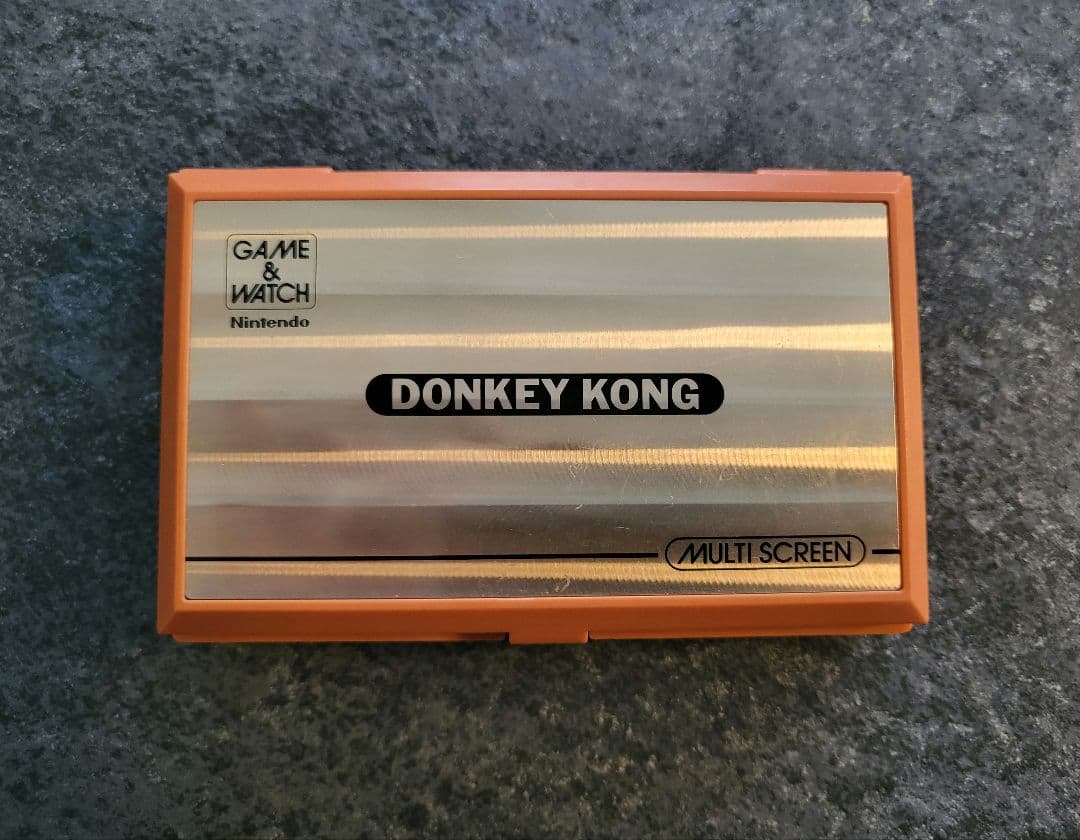 GAME
&
WATCH
Nintendo
DONKEY KONG
MULTI SCREEN